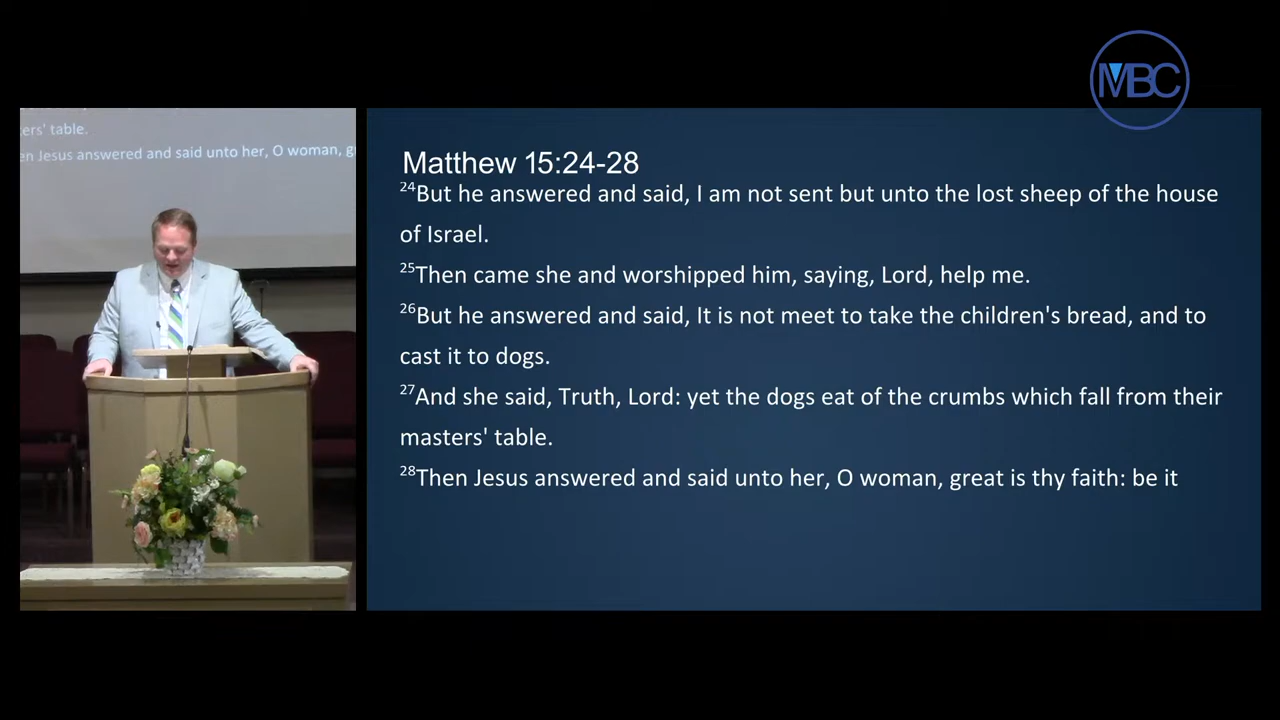 MBC
ters' table.
en Jesus answered and said unto her, O woman, gr
Matthew 15:24-28
24But he answered and said, I am not sent but unto the lost sheep of the house
of Israel.
25Then came she and worshipped him, saying, Lord, help me.
26But he answered and said, It is not meet to take the children's bread, and to
cast it to dogs.
27And she said, Truth, Lord: yet the dogs eat of the crumbs which fall from their
masters' table.
28Then Jesus answered and said unto her, O woman, great is thy faith: be it